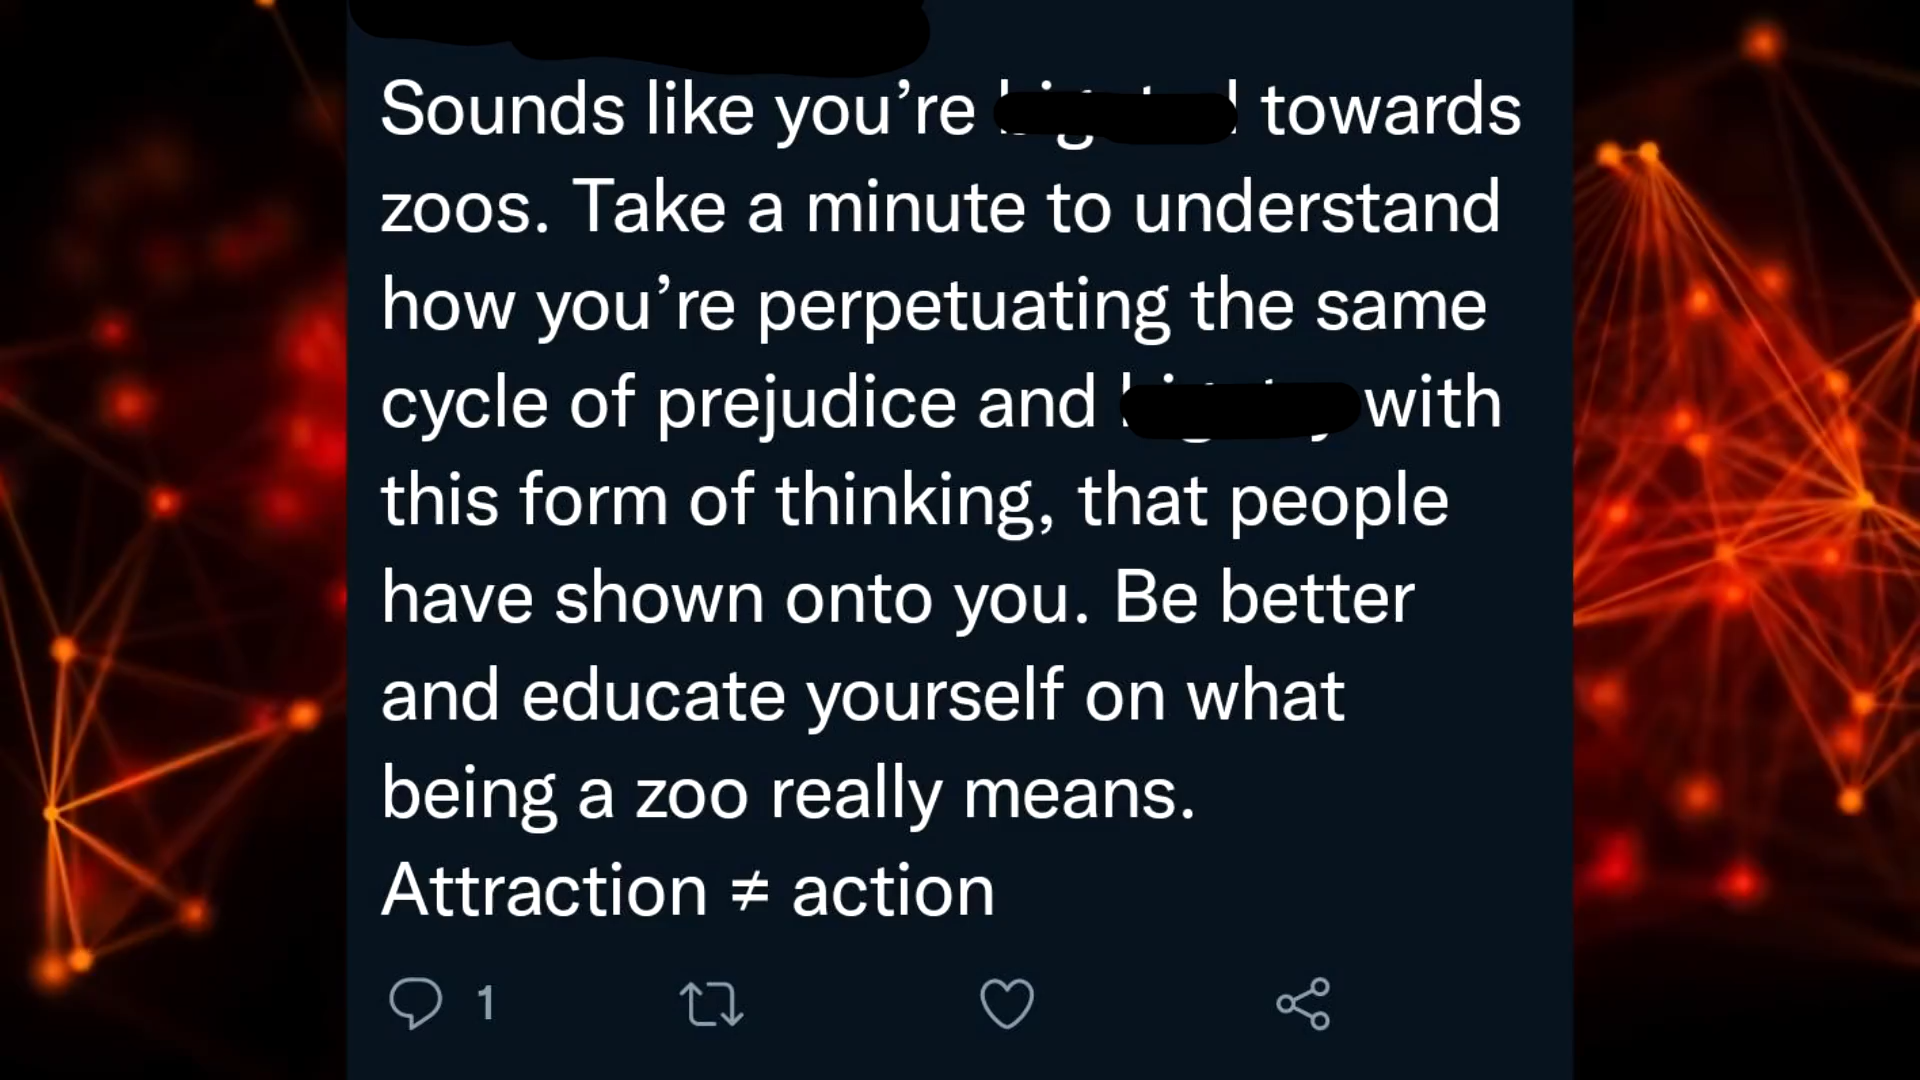 Sounds like you’re towards
zoos. Take a minute to understand
how you’re perpetuating the same
cycle of prejudice and with
this form of thinking, that people
have shown onto you. Be better
and educate yourself on what
being a zoo really means.
Attraction ≠ action
1